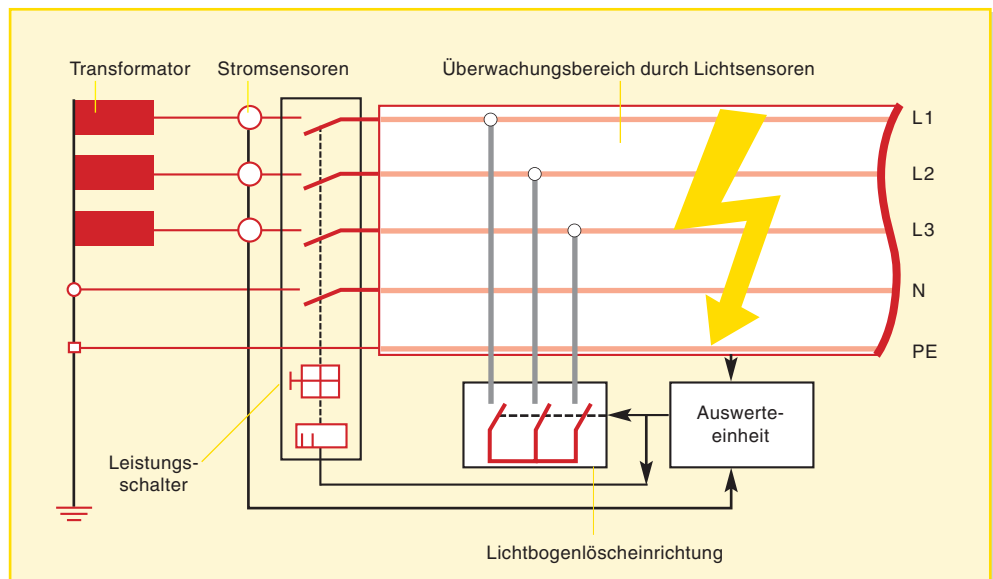 Transformator
Stromsensoren
Überwachungsbereich durch Lichtsensoren
L1
L2
L3
N
PE
Auswerte-
einheit
Leistungs-
schalter
Lichtbogenlöscheinrichtung